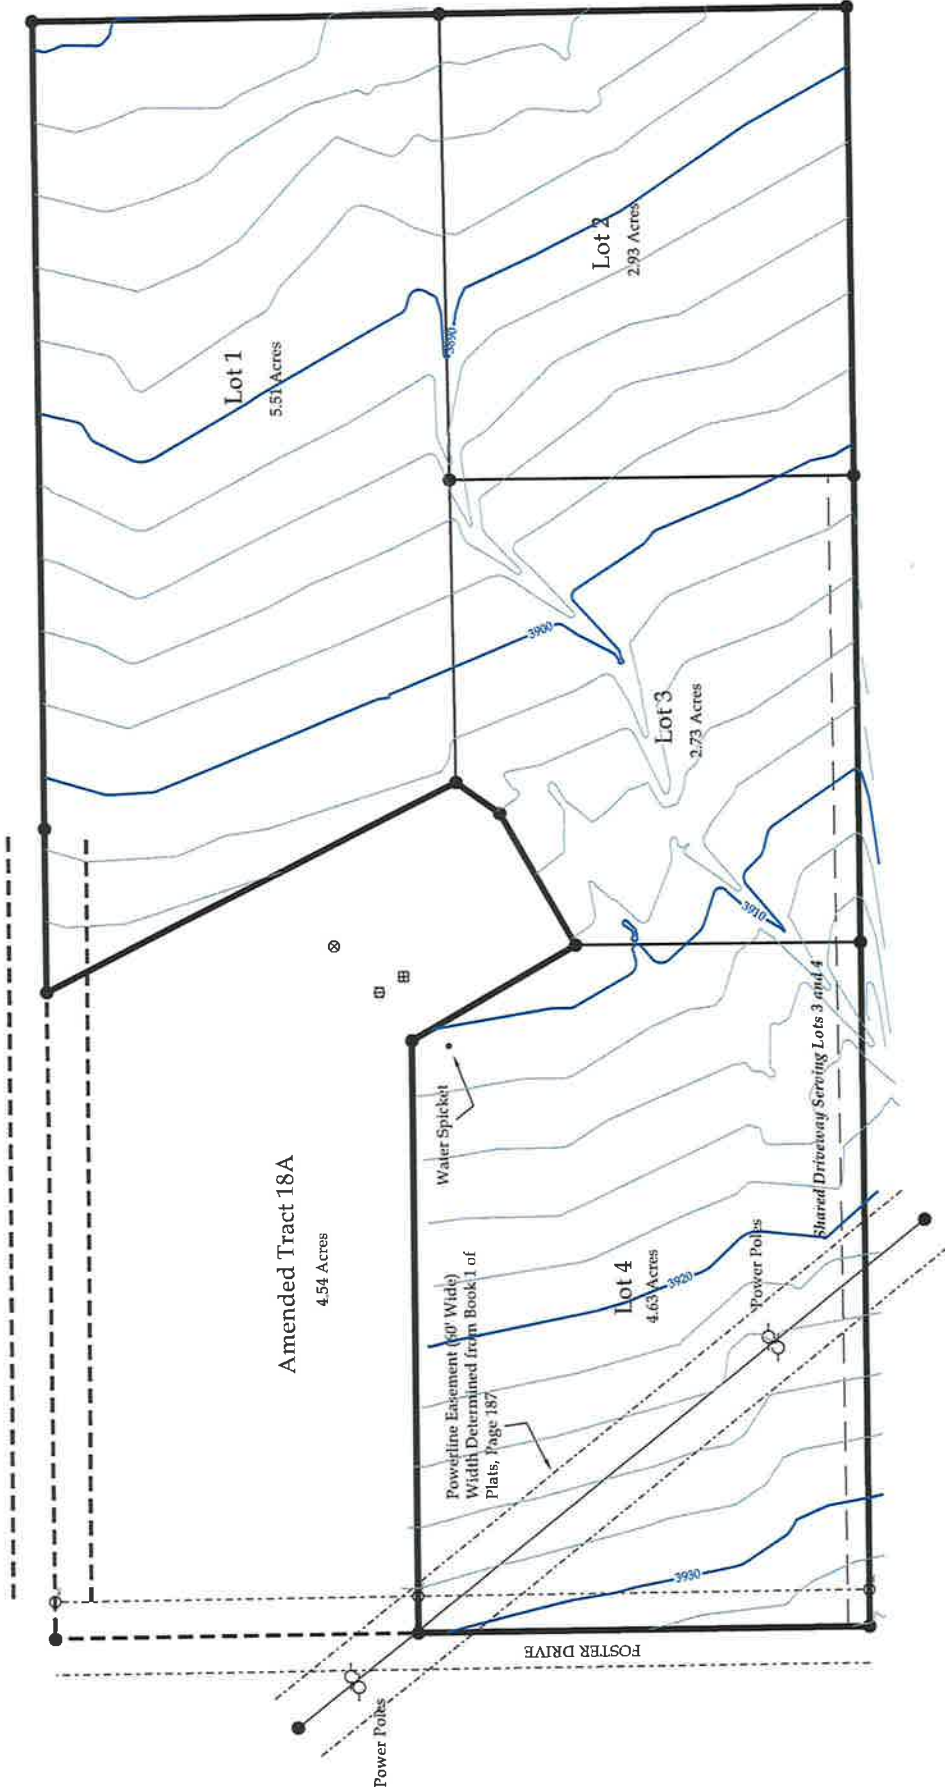 Lot 1
5.51 Acres
Lot 2
2.93 Acres
3890
3900
Lot 3
2.73 Acres
3910
Shared Driveway Serving Lots 3 and 4
Water Spicket
Amended Tract 18A
4.54 Acres
Lot 4
4.63 Acres
3920
Power Poles
Powerline Easement (60' Wide)
Width Determined from Book 1 of
Plats, Page 187
3930
FOSTER DRIVE
Power Poles